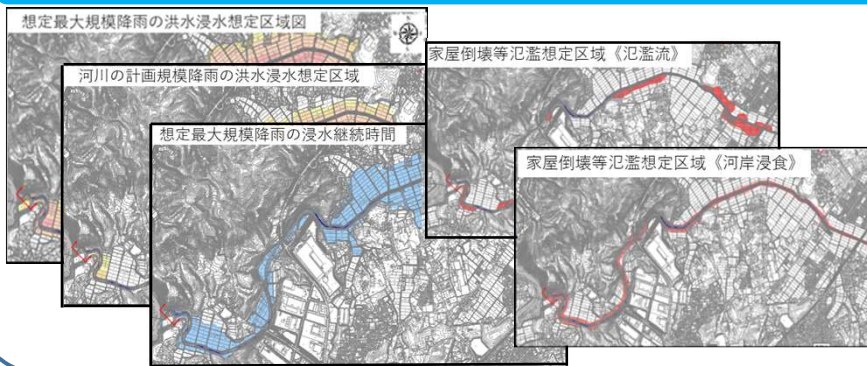 想定最大規模降雨の洪水浸水想定区域図
河川の計画規模降雨の洪水浸水想定区域
想定最大規模降雨の浸水継続時間
家屋倒壊等氾濫想定区域《氾濫流》
家屋倒壊等氾濫想定区域《河岸浸食》